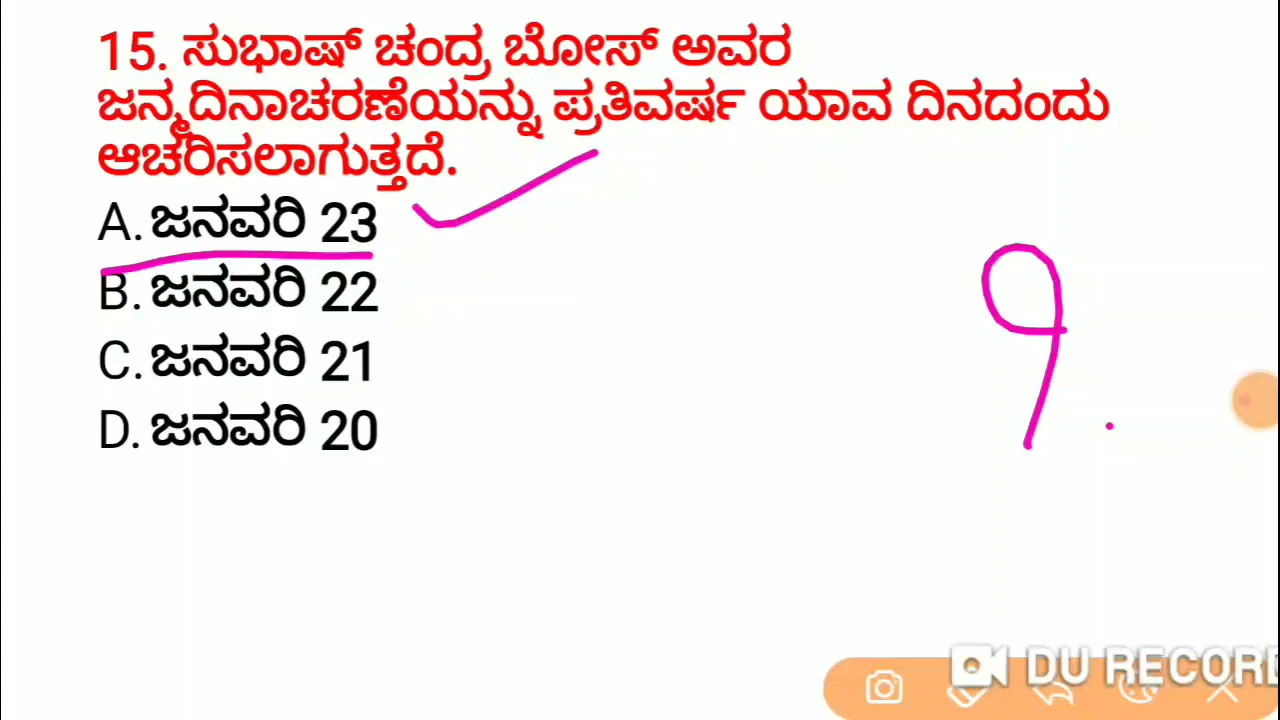 15. ಸುಭಾಷ್ ಚಂದ್ರ ಬೋಸ್ ಅವರ
ಜನ್ಮದಿನಾಚರಣೆಯನ್ನು ಪ್ರತಿವರ್ಷ ಯಾವ ದಿನದಂದು
ಆಚರಿಸಲಾಗುತ್ತದೆ.
A. ಜನವರಿ 23
B. ಜನವರಿ 22
C. ಜನವರಿ 21
D. ಜನವರಿ 20
9.
DU RECORD